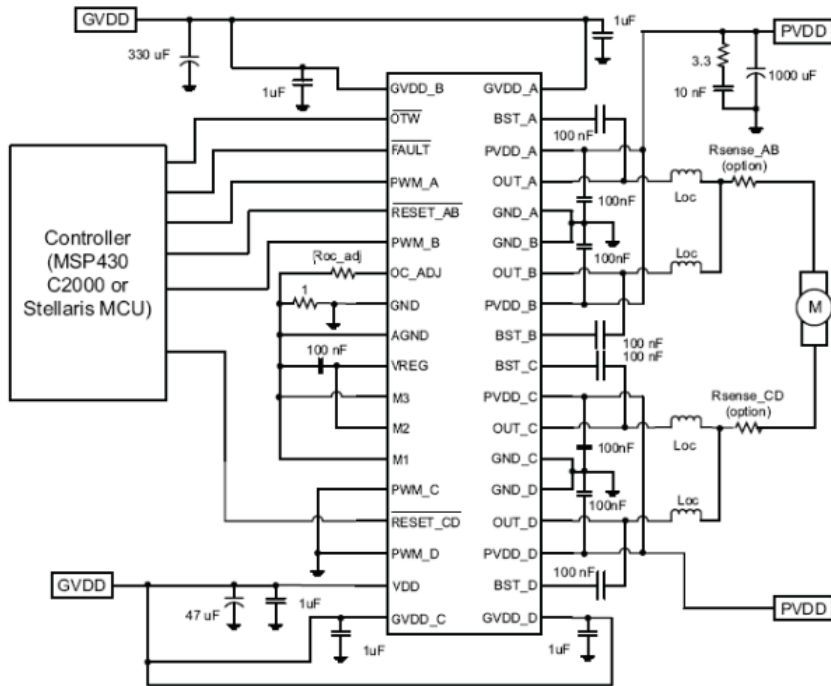 GVDD
330 uF
1uF
1uF
PVDD
3.3
10 nF
1000 uF
Controller
(MSP430
C2000 or
Stellaris MCU)
GVDD_B
OTW
FAULT
PWM_A
RESET_AB
PWM_B
Roc_adj
OC_ADJ
1
GND
AGND
100 nF
VREG
M3
M2
M1
PWM_C
RESET_CD
PWM_D
VDD
GVDD_C
GVDD_A
BST_A
PVDD_A
OUT_A
GND_A
GND_B
OUT_B
PVDD_B
BST_B
BST_C
PVDD_C
OUT_C
GND_C
GND_D
OUT_D
PVDD_D
BST_D
GVDD_D
100 nF
100nF
100nF
100 nF
100 nF
100nF
100nF
100 nF
Loc
Loc
Loc
Loc
Rsense_AB
(option)
M
Rsense_CD
(option)
GVDD
47 uF
1uF
1uF
1uF
PVDD